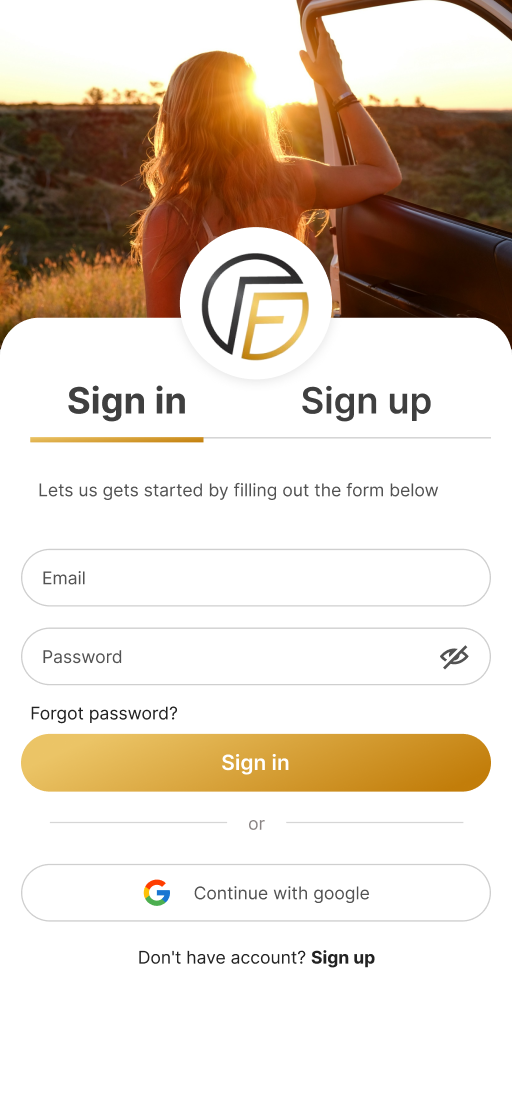 Sign in
Sign up
Lets us gets started by filling out the form below
Email
Password
Forgot password?
Sign in
or
Continue with google
Don't have account? Sign up